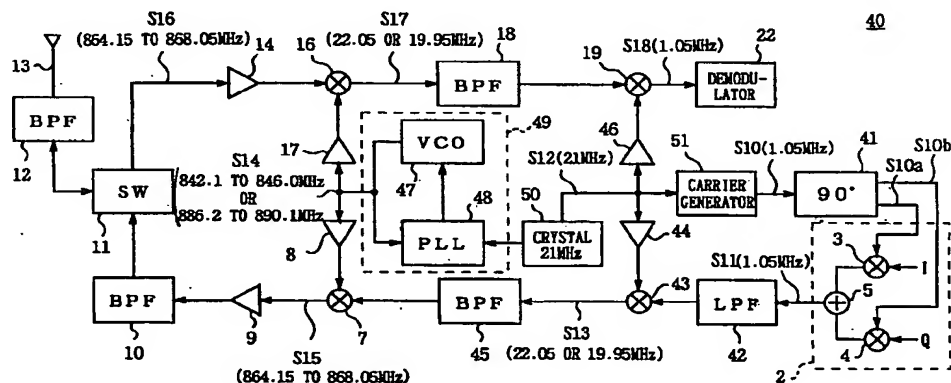 40
S16
(864.15 TO 868.05MHz)
S17
(22.05 OR 19.95MHz)
S18(1.05MHz)
13
14
16
18
19
22
BPF
DEMODU-
LATOR
BPF
12
49
VCO
47
17
46
S12(21MHz)
51
S10(1.05MHz)
41
S10b
S10a
SW
11
S14
842.1 TO 846.0MHz
OR
886.2 TO 890.1MHz
48
PLL
50
CRYSTAL
21MHz
CARRIER
GENERATOR
90°
8
44
3
I
S11(1.05MHz)
5
BPF
10
9
7
BPF
45
43
LPF
42
4
Q
S13
(22.05 OR 19.95MHz)
S15
(864.15 TO 868.05MHz)
2